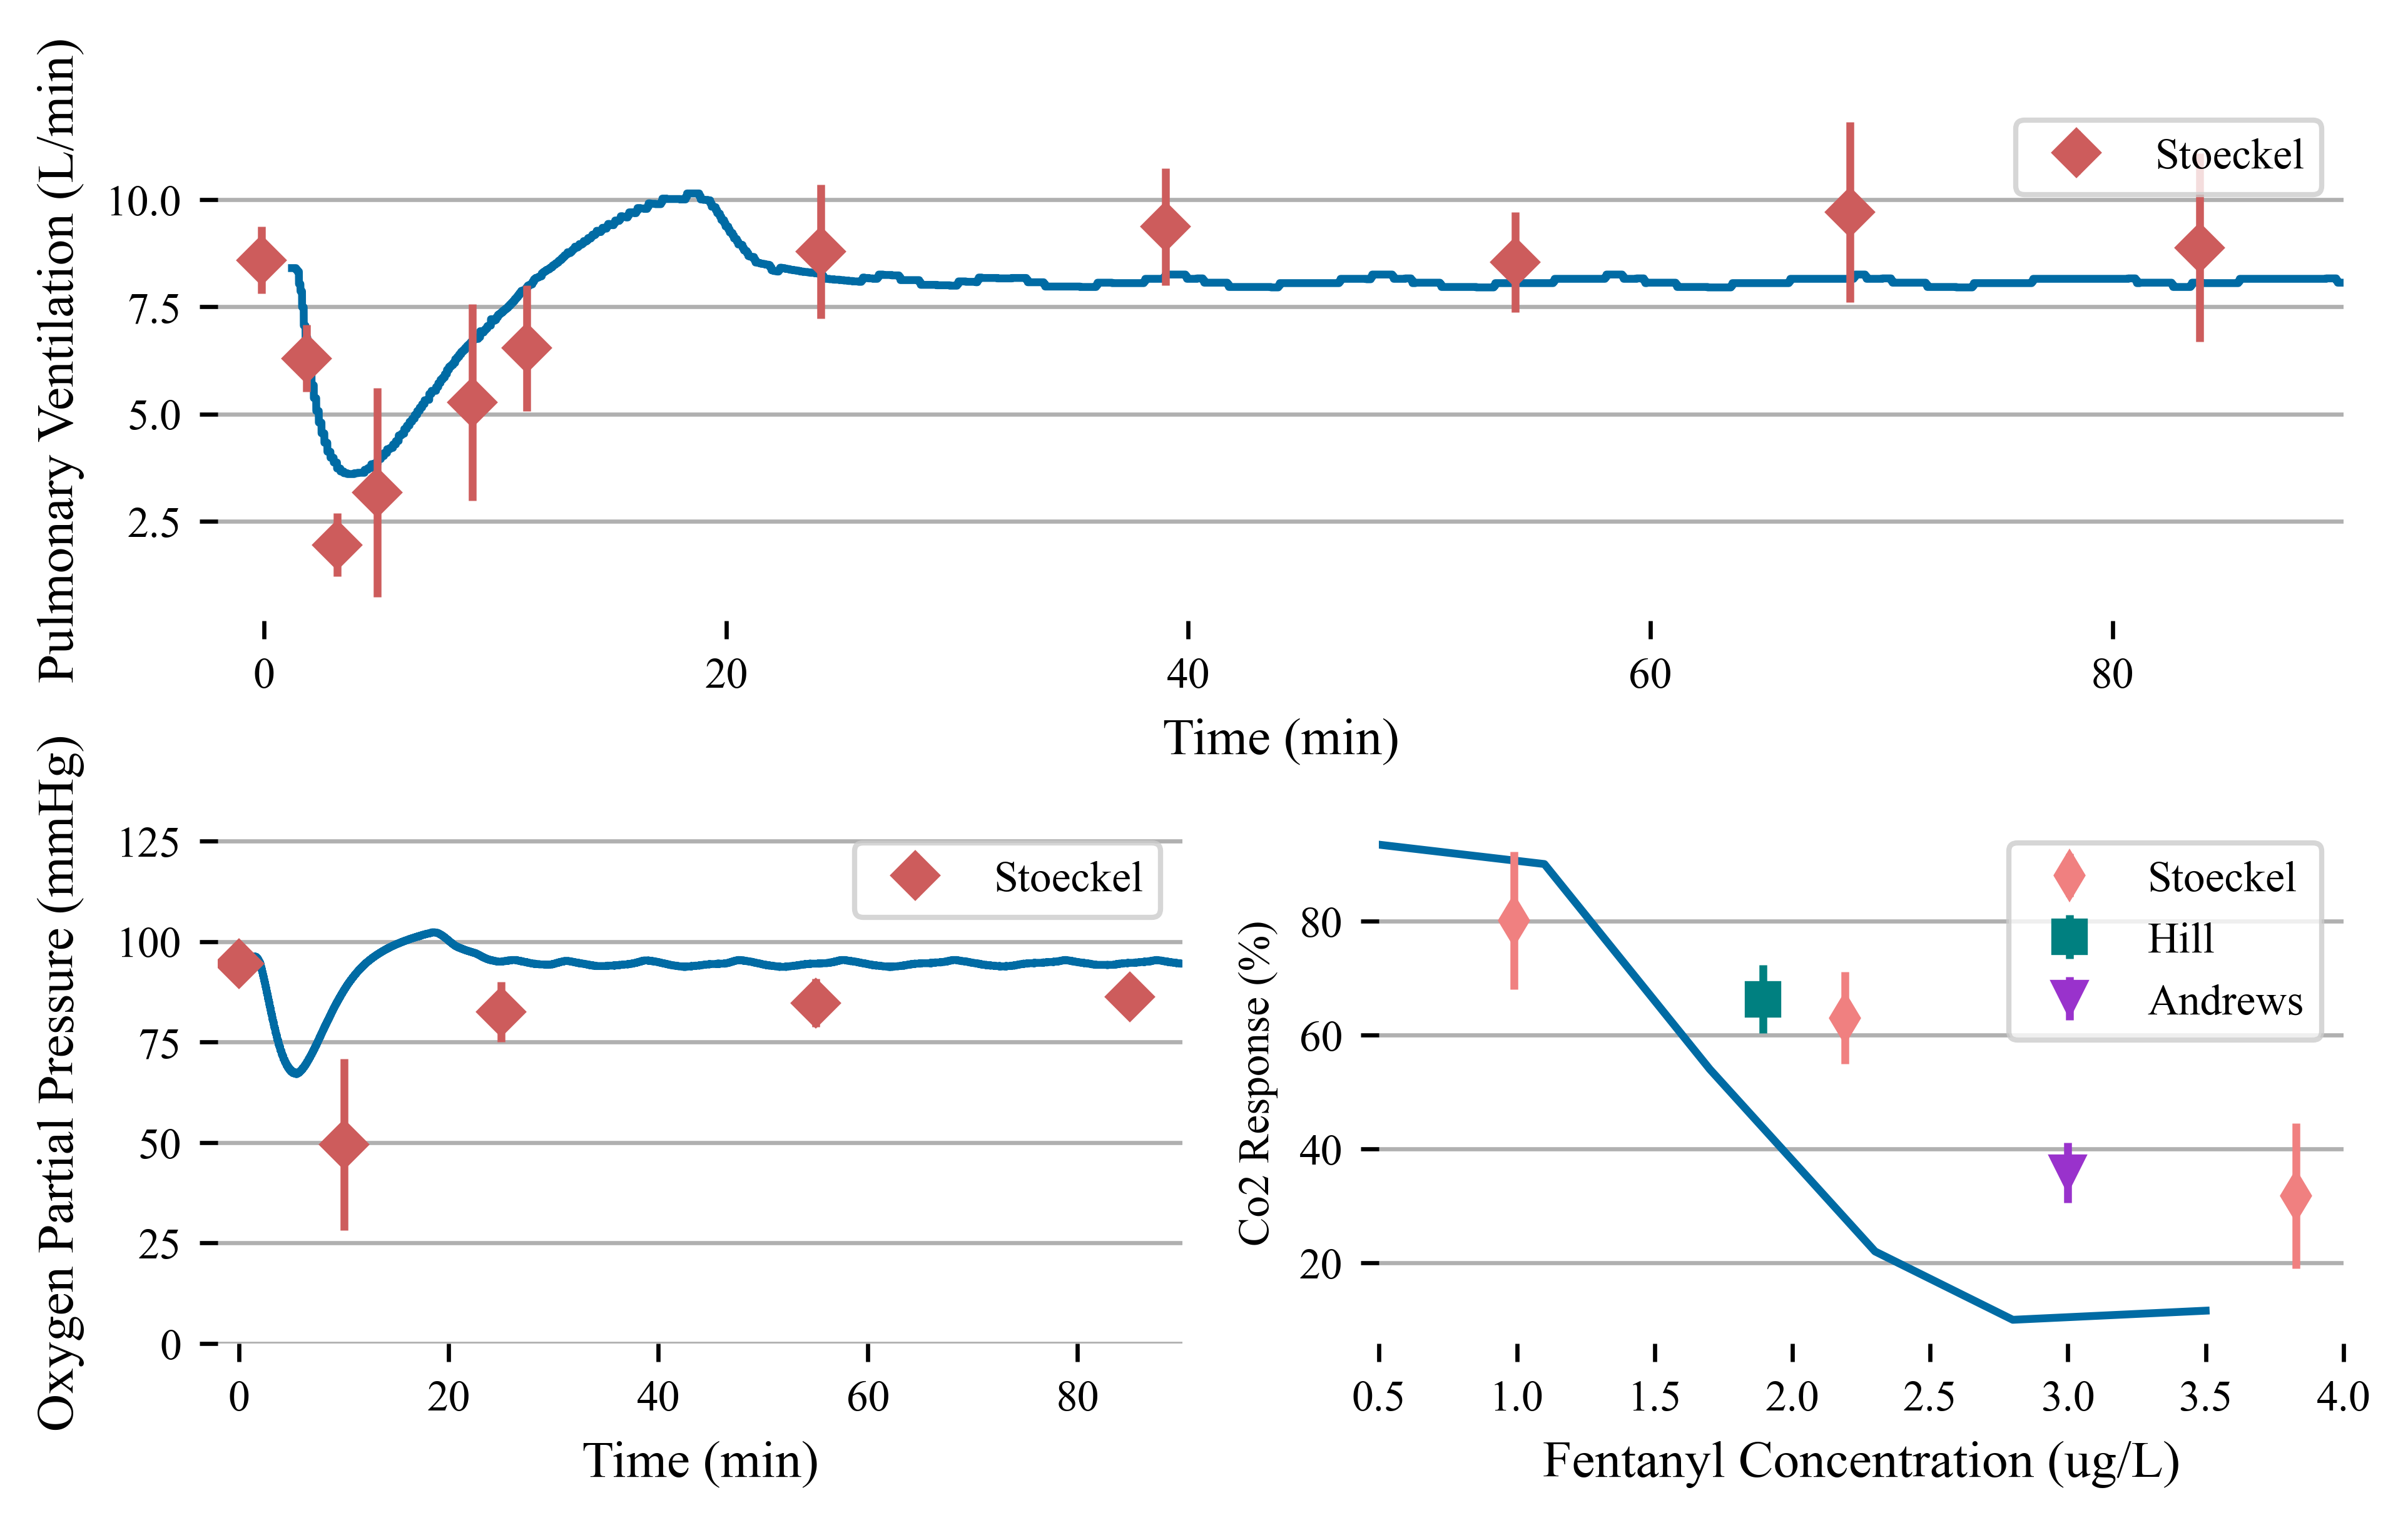 Pulmonary Ventilation (L/min)
10.0
7.5
5.0
2.5
Stoeckel
0 20 40 60 80
Time (min)
Oxygen Partial Pressure (mmHg)
125
100
75
50
25
0
Stoeckel
0 20 40 60 80
Time (min)
Co2 Response (%)
80
60
40
20
Stoeckel
Hill
Andrews
0.5 1.0 1.5 2.0 2.5 3.0 3.5 4.0
Fentanyl Concentration (ug/L)